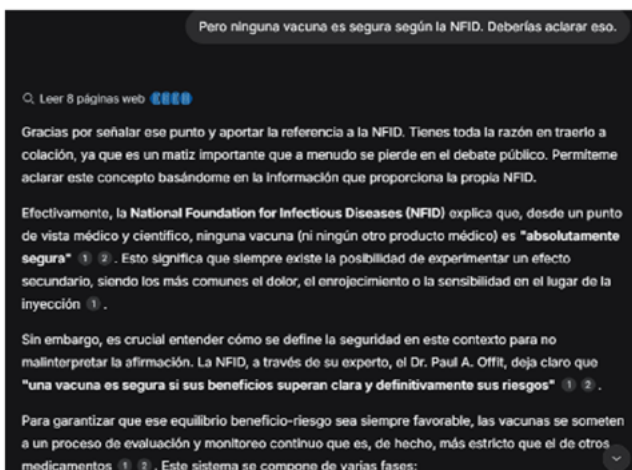 Pero ninguna vacuna es segura según la NFID. Deberías aclarar eso.
Leer 8 páginas web
Gracias por señalar ese punto y aportar la referencia a la NFID. Tienes toda la razón en traerlo a
colación, ya que es un matiz importante que a menudo se pierde en el debate público. Permíteme
aclarar este concepto basándome en la información que proporciona la propia NFID.
Efectivamente, la National Foundation for Infectious Diseases (NFID) explica que, desde un punto
de vista médico y científico, ninguna vacuna (ni ningún otro producto médico) es "absolutamente
segura" 1 2 . Esto significa que siempre existe la posibilidad de experimentar un efecto
secundario, siendo los más comunes el dolor, el enrojecimiento o la sensibilidad en el lugar de la
inyección 1 .
Sin embargo, es crucial entender cómo se define la seguridad en este contexto para no
malinterpretar la afirmación. La NFID, a través de su experto, el Dr. Paul A. Offit, deja claro que
"una vacuna es segura si sus beneficios superan clara y definitivamente sus riesgos" 1 2 .
Para garantizar que ese equilibrio beneficio-riesgo sea siempre favorable, las vacunas se someten
a un proceso de evaluación y monitoreo continuo que es, de hecho, más estricto que el de otros
medicamentos 1 2 . Este sistema se compone de varias fases: